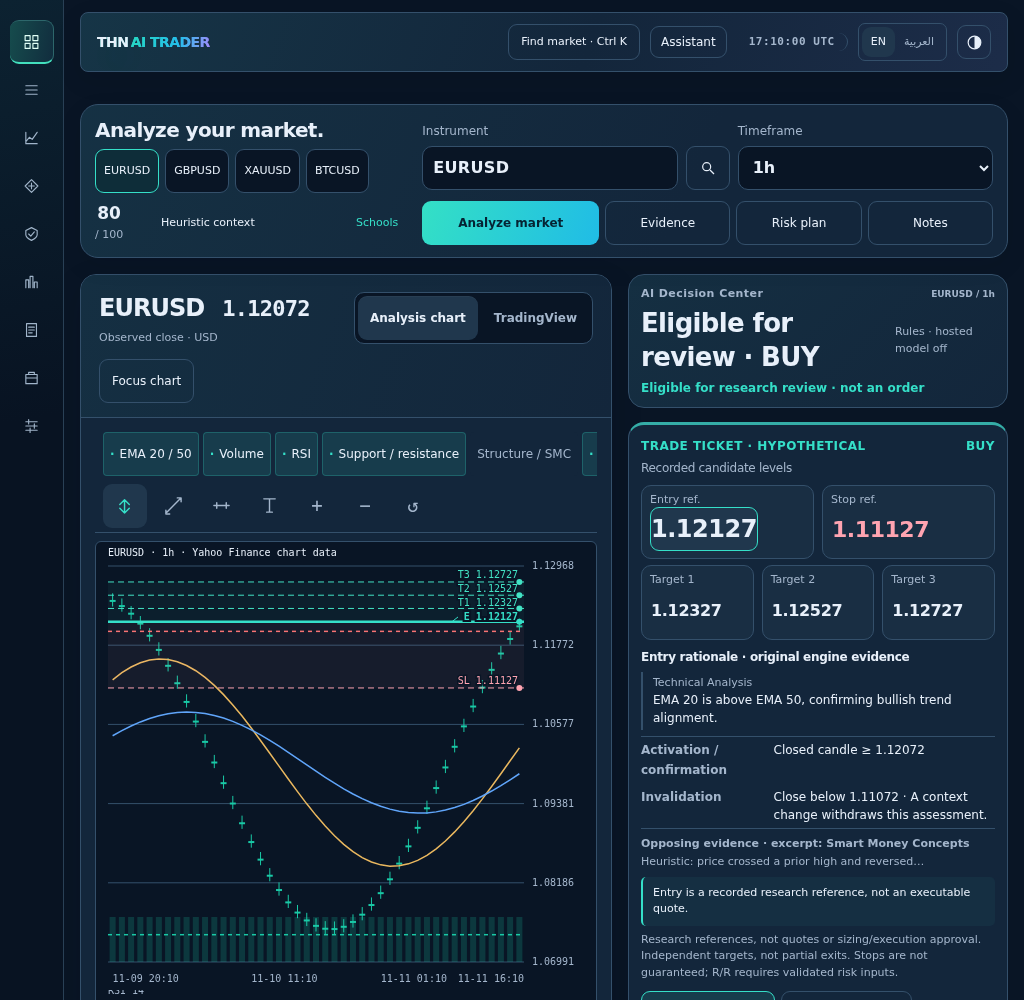 THN AI TRADER
Find market · Ctrl K
Assistant
17:10:00 UTC
EN
العربية
Analyze your market.
EURUSD
GBPUSD
XAUUSD
BTCUSD
80
/ 100
Heuristic context
Schools
Instrument
EURUSD
Timeframe
1h
Analyze market
Evidence
Risk plan
Notes
EURUSD 1.12072
Observed close · USD
Analysis chart
TradingView
Focus chart
· EMA 20 / 50
· Volume
· RSI
· Support / resistance
Structure / SMC
EURUSD · 1h · Yahoo Finance chart data
T3 1.12727
T2 1.12527
T1 1.12327
E 1.12127
SL 1.11127
1.12968
1.11772
1.10577
1.09381
1.08186
1.06991
11-09 20:10
11-10 11:10
11-11 01:10
11-11 16:10
AI Decision Center
EURUSD / 1h
Eligible for
review · BUY
Rules · hosted
model off
Eligible for research review · not an order
TRADE TICKET · HYPOTHETICAL
BUY
Recorded candidate levels
Entry ref.
1.12127
Stop ref.
1.11127
Target 1
1.12327
Target 2
1.12527
Target 3
1.12727
Entry rationale · original engine evidence
Technical Analysis
EMA 20 is above EMA 50, confirming bullish trend
alignment.
Activation /
confirmation
Closed candle ≥ 1.12072
Invalidation
Close below 1.11072 · A context
change withdraws this assessment.
Opposing evidence · excerpt: Smart Money Concepts
Heuristic: price crossed a prior high and reversed…
Entry is a recorded research reference, not an executable
quote.
Research references, not quotes or sizing/execution approval.
Independent targets, not partial exits. Stops are not
guaranteed; R/R requires validated risk inputs.